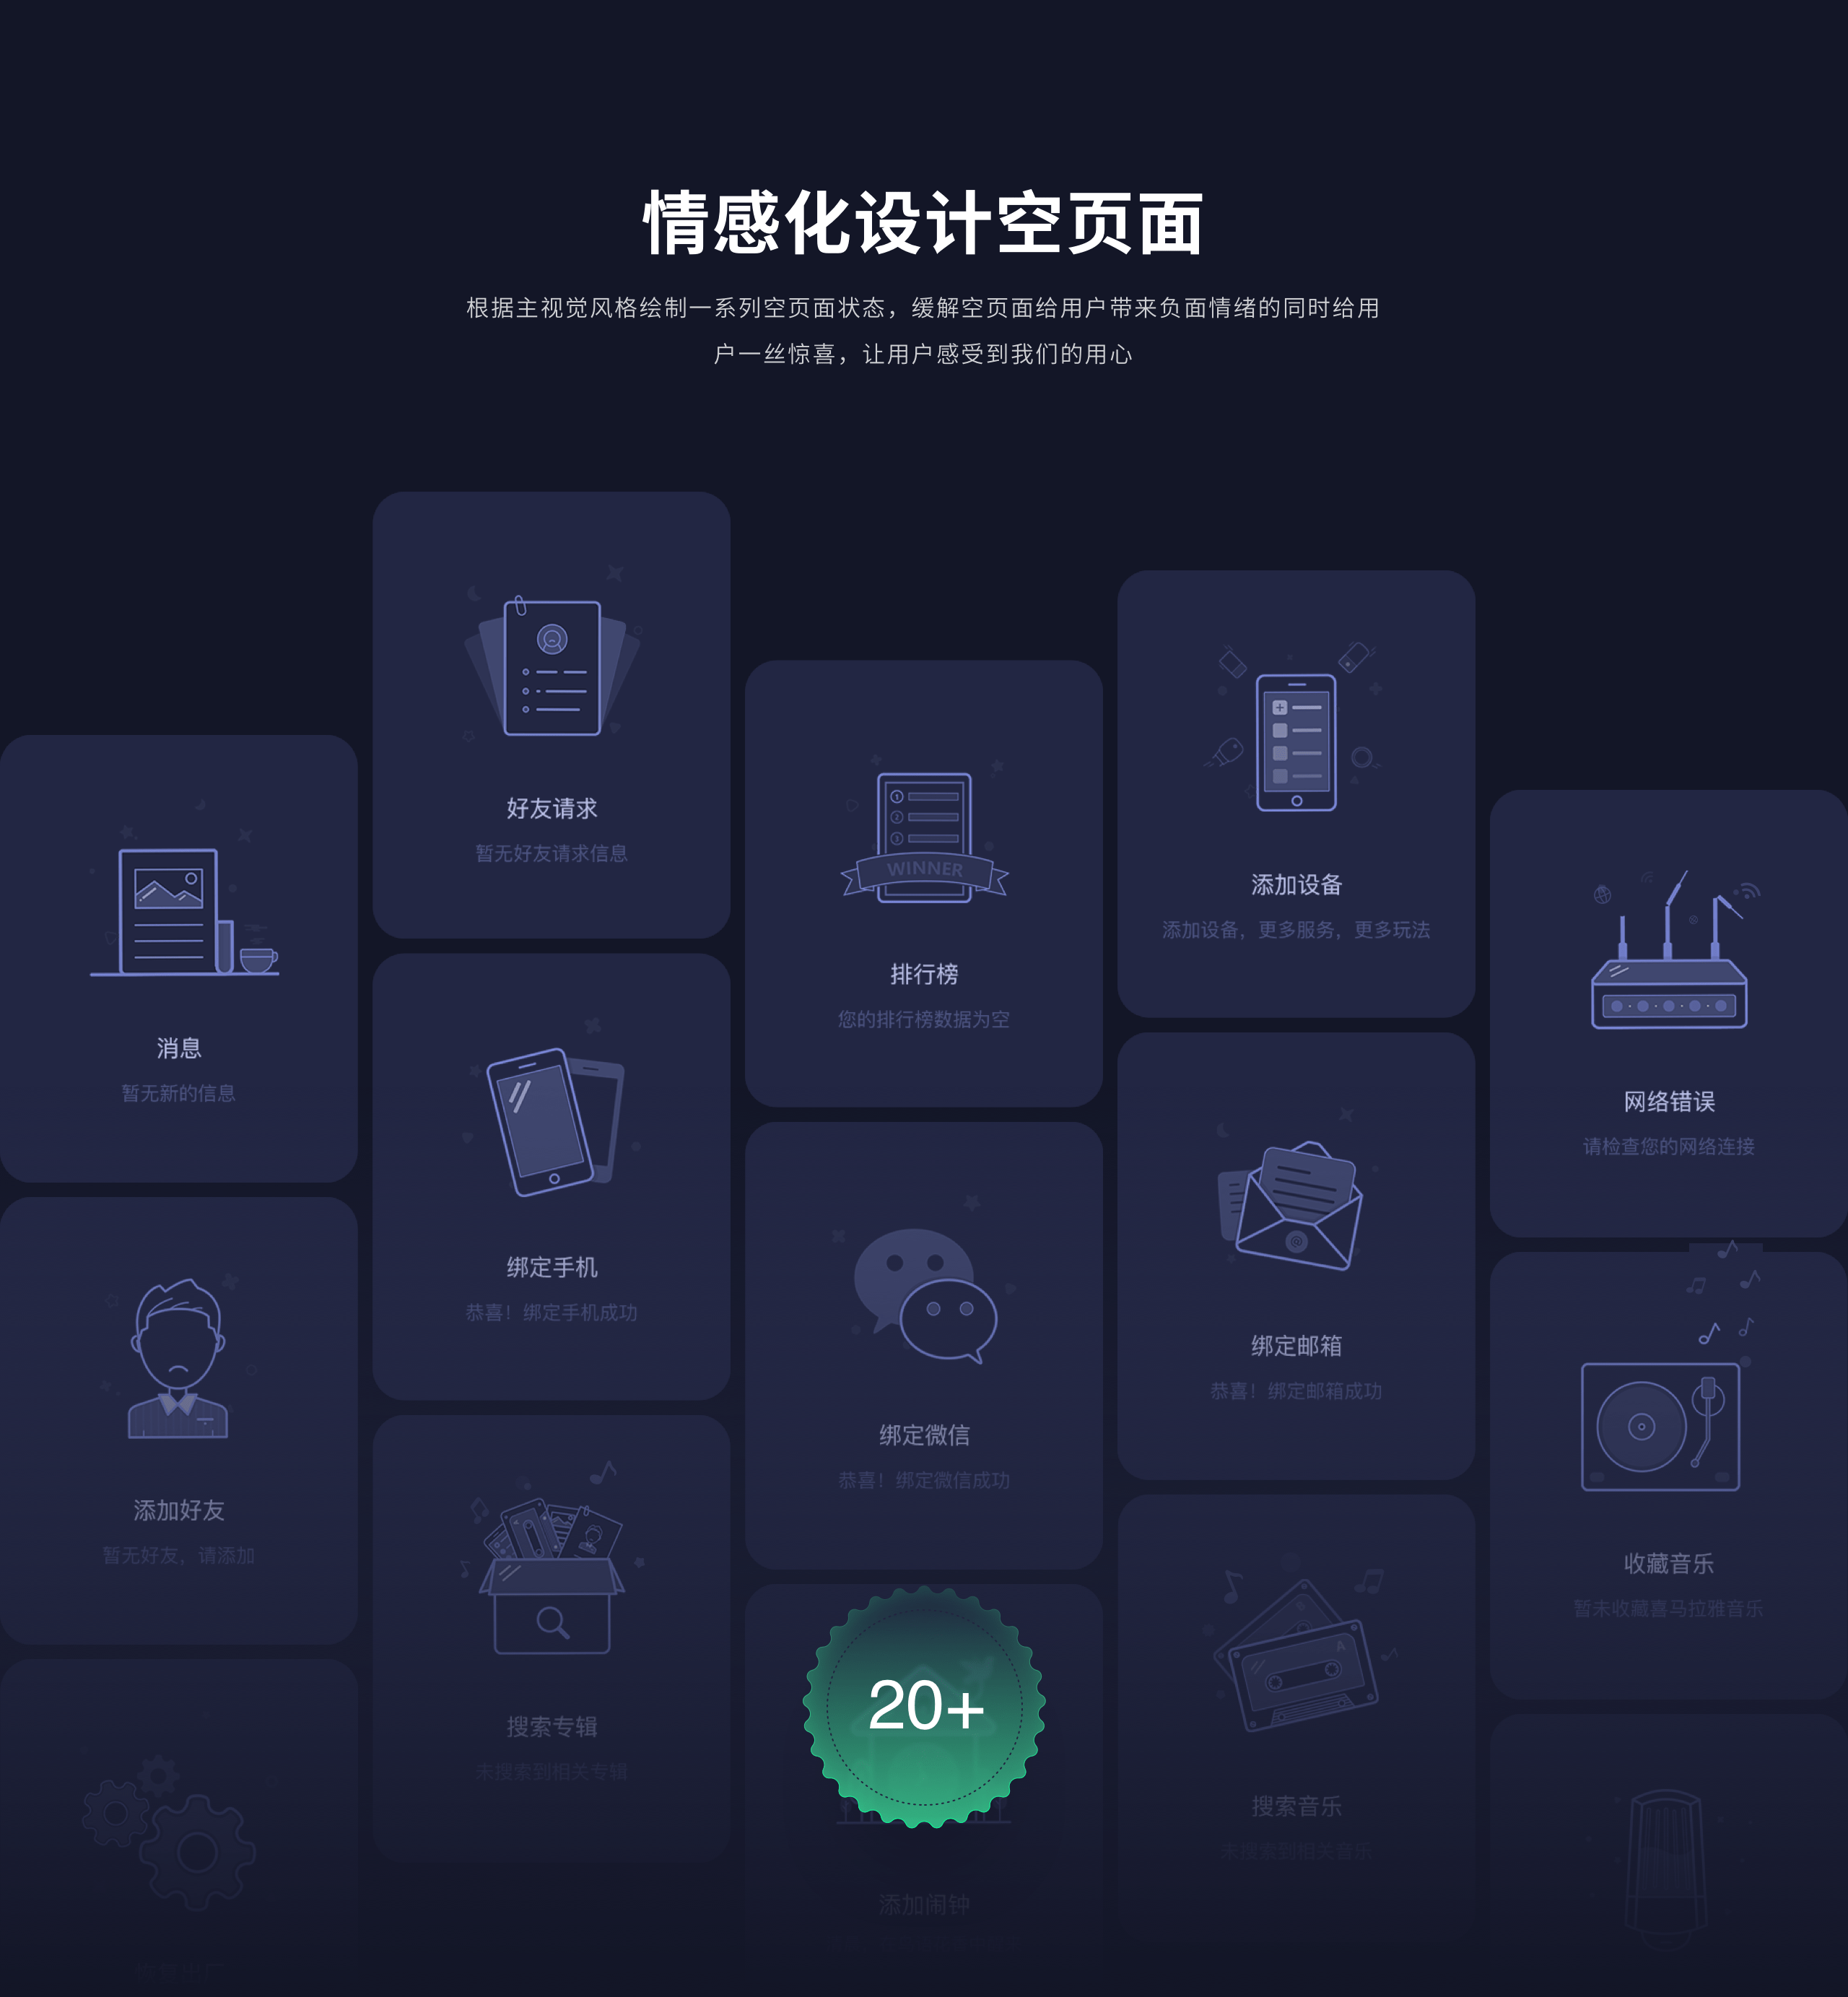 情感化设计空页面
根据主视觉风格绘制一系列空页面状态，缓解空页面给用户带来负面情绪的同时给用
户一丝惊喜，让用户感受到我们的用心
消息
暂无新的信息
添加好友
暂无好友，请添加
好友请求
暂无好友请求信息
绑定手机
恭喜！绑定手机成功
搜索专辑
未搜索到相关专辑
1
2
3
WINNER
排行榜
您的排行榜数据为空
绑定微信
恭喜！绑定微信成功
20+
添加闹钟
添加设备
添加设备，更多服务，更多玩法
@
绑定邮箱
恭喜！绑定邮箱成功
A
搜索音乐
未搜索到相关音乐
网络错误
请检查您的网络连接
收藏音乐
暂未收藏喜马拉雅音乐